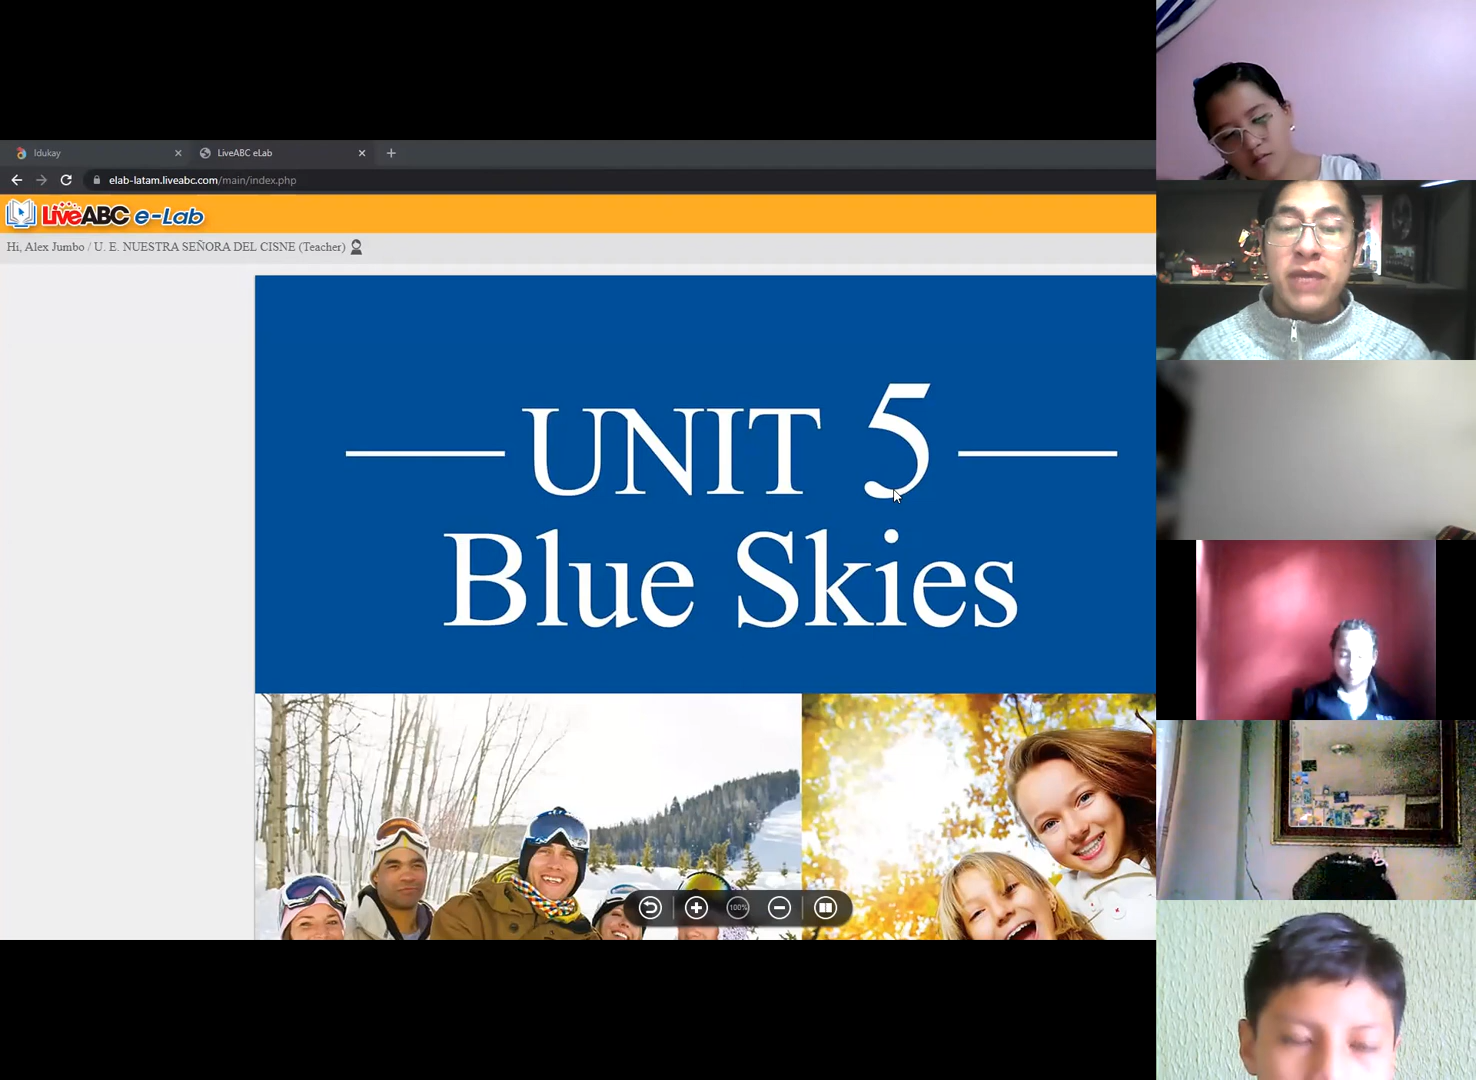 Idukay
LiveABC eLab
elab-latam.liveabc.com/main/index.php
LiveABC e-Lab
Hi, Alex Jumbo / U. E. NUESTRA SEÑORA DEL CISNE (Teacher)
UNIT 5
Blue Skies
100%